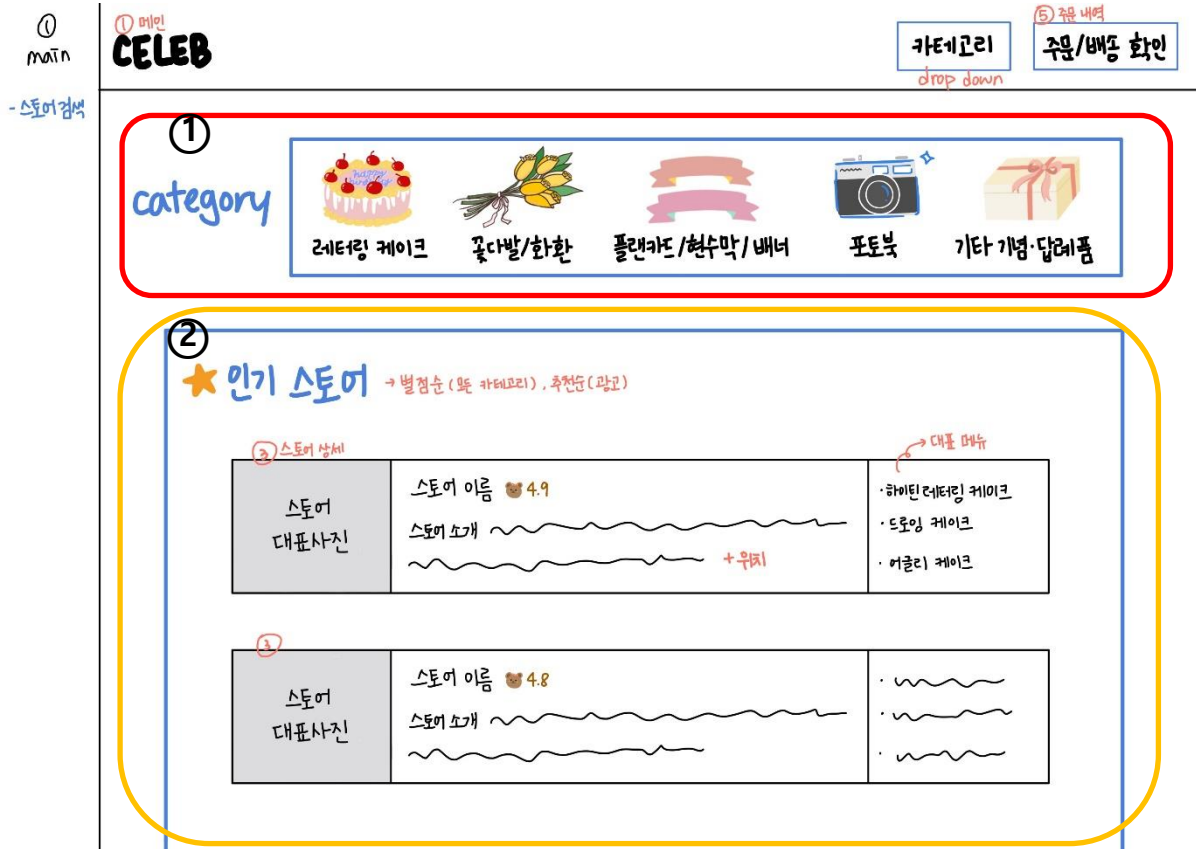 ①
main
- 스토어 검색
① 메인
CELEB
카테고리
drop down
⑤ 주문 내역
주문/배송 확인
①
category
happy
birthday
레터링 케이크
꽃다발/화환
플랜카드/현수막/배너
포토북
기타 기념·답례품
②
인기 스토어 → 별점순 (모든 카테고리), 추천순(광고)
③ 스토어 상세
스토어
대표사진
스토어 이름 4.9
스토어 소개
+ 위치
→ 대표 메뉴
· 하이틴 레터링 케이크
· 드로잉 케이크
· 어글리 케이크
③
스토어
대표사진
스토어 이름 4.8
스토어 소개